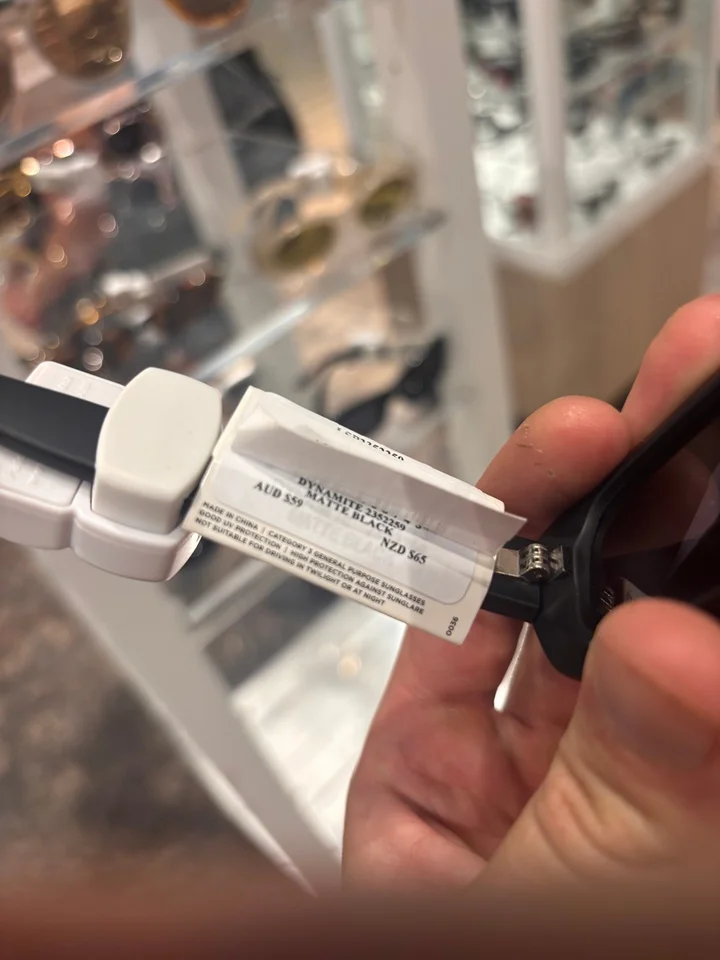 DYNAMITE 2352259
MATTE BLACK
AUD $59 NZD $65
MADE IN CHINA | CATEGORY 3 GENERAL PURPOSE SUNGLASSES
GOOD UV PROTECTION | HIGH PROTECTION AGAINST SUNGLARE
NOT SUITABLE FOR DRIVING IN TWILIGHT OR AT NIGHT
0036